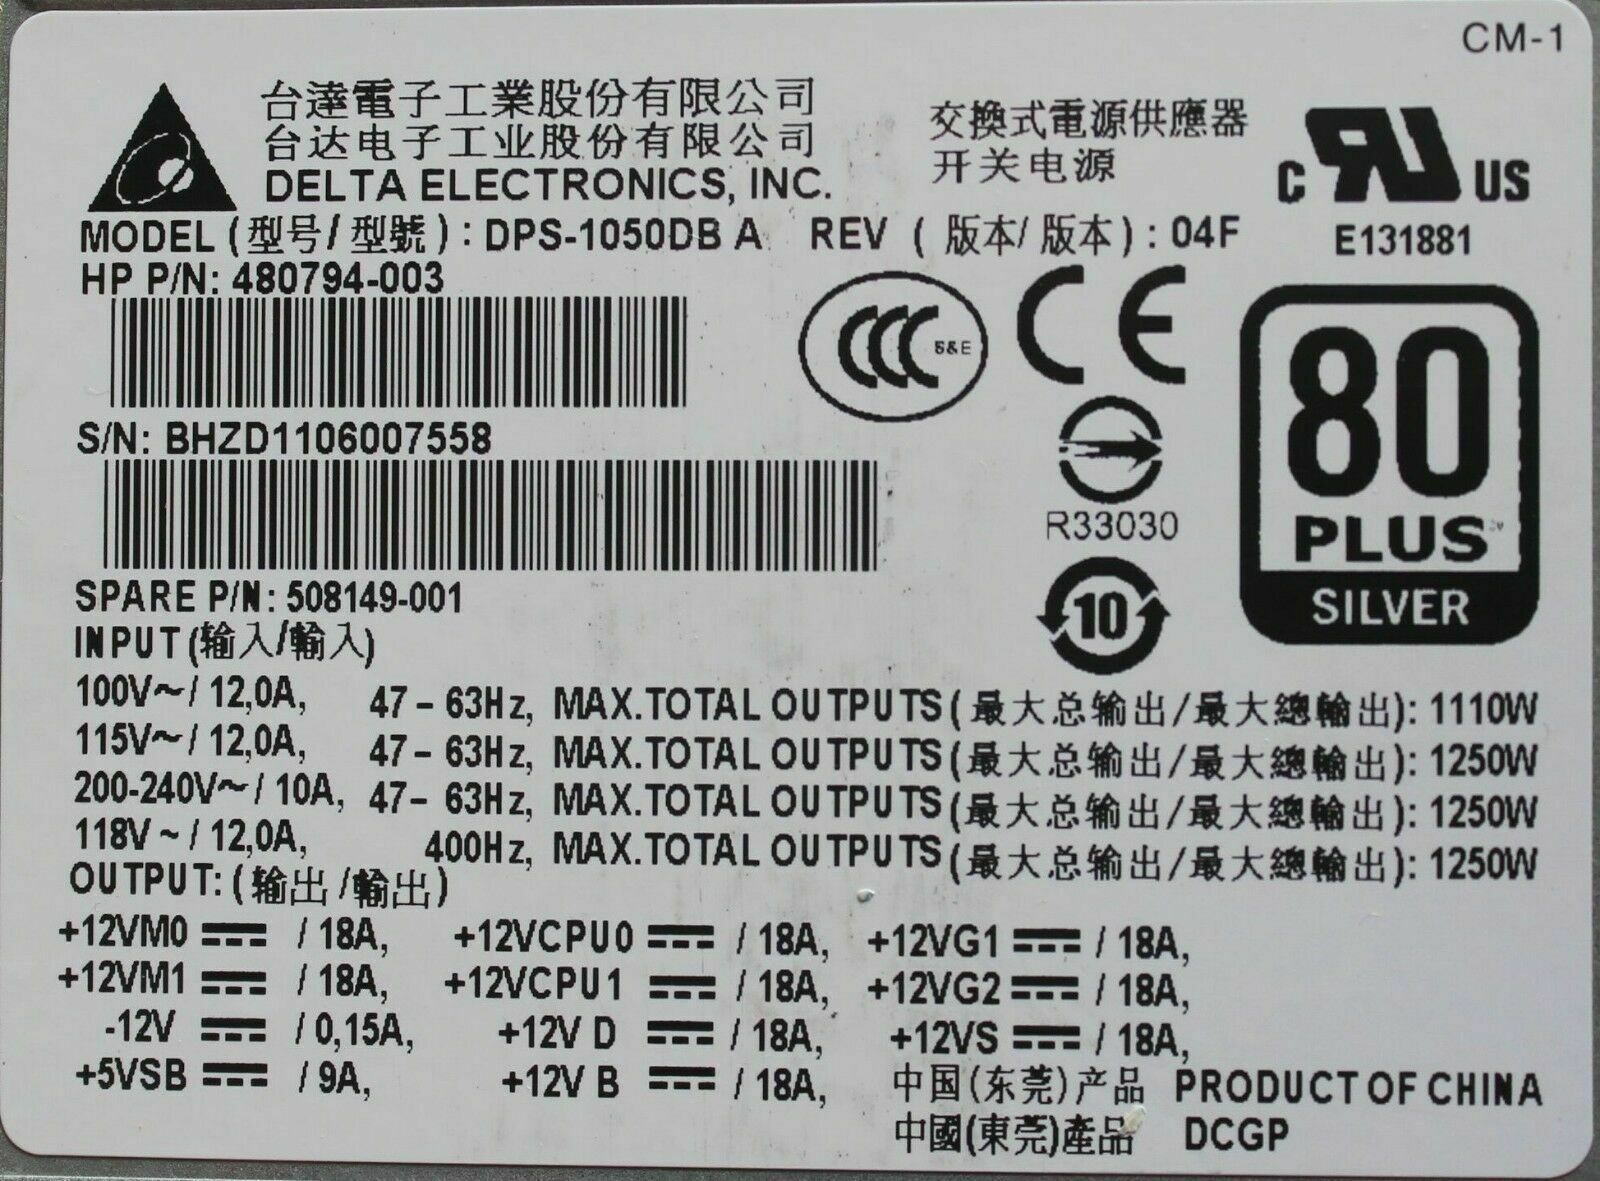 CM-1
台達電子工業股份有限公司
台达电子工业股份有限公司
DELTA ELECTRONICS, INC.
交換式電源供應器
开关电源
C RU US
E131881
MODEL (型号/型號): DPS-1050DB A REV (版本/版本): 04F
HP P/N: 480794-003
CCC S&E
CE
80
PLUS
SILVER
S/N: BHZD1106007558
R33030
10
SPARE P/N: 508149-001
INPUT (输入/輸入)
100V~/ 12,0A, 47 – 63Hz, MAX.TOTAL OUTPUTS (最大总输出/最大總輸出): 1110W
115V~/ 12,0A, 47 – 63Hz, MAX.TOTAL OUTPUTS (最大总输出/最大總輸出): 1250W
200-240V~/ 10A, 47– 63Hz, MAX.TOTAL OUTPUTS (最大总输出/最大總輸出): 1250W
118V ~/ 12,0A, 400Hz, MAX.TOTAL OUTPUTS (最大总输出/最大總輸出): 1250W
OUTPUT: (输出/輸出)
+12VM0 ⎓ / 18A, +12VCPU0 ⎓ / 18A, +12VG1 ⎓ / 18A,
+12VM1 ⎓ / 18A, +12VCPU1 ⎓ / 18A, +12VG2 ⎓ / 18A,
-12V ⎓ / 0,15A, +12V D ⎓ / 18A, +12VS ⎓ / 18A,
+5VSB ⎓ / 9A, +12V B ⎓ / 18A,
中国(东莞)产品 PRODUCT OF CHINA
中國(東莞)產品 DCGP